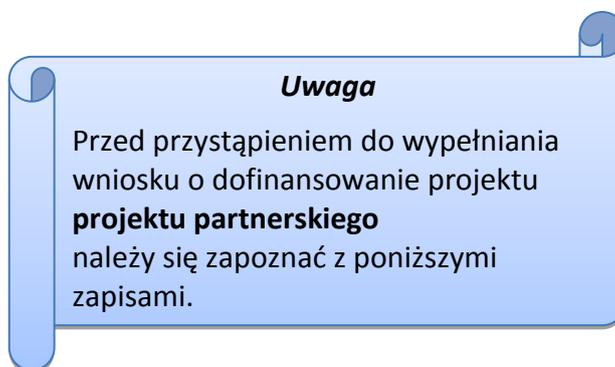 Uwaga
Przed przystąpieniem do wypełniania
wniosku o dofinansowanie projektu
projektu partnerskiego
należy się zapoznać z poniższymi
zapisami.